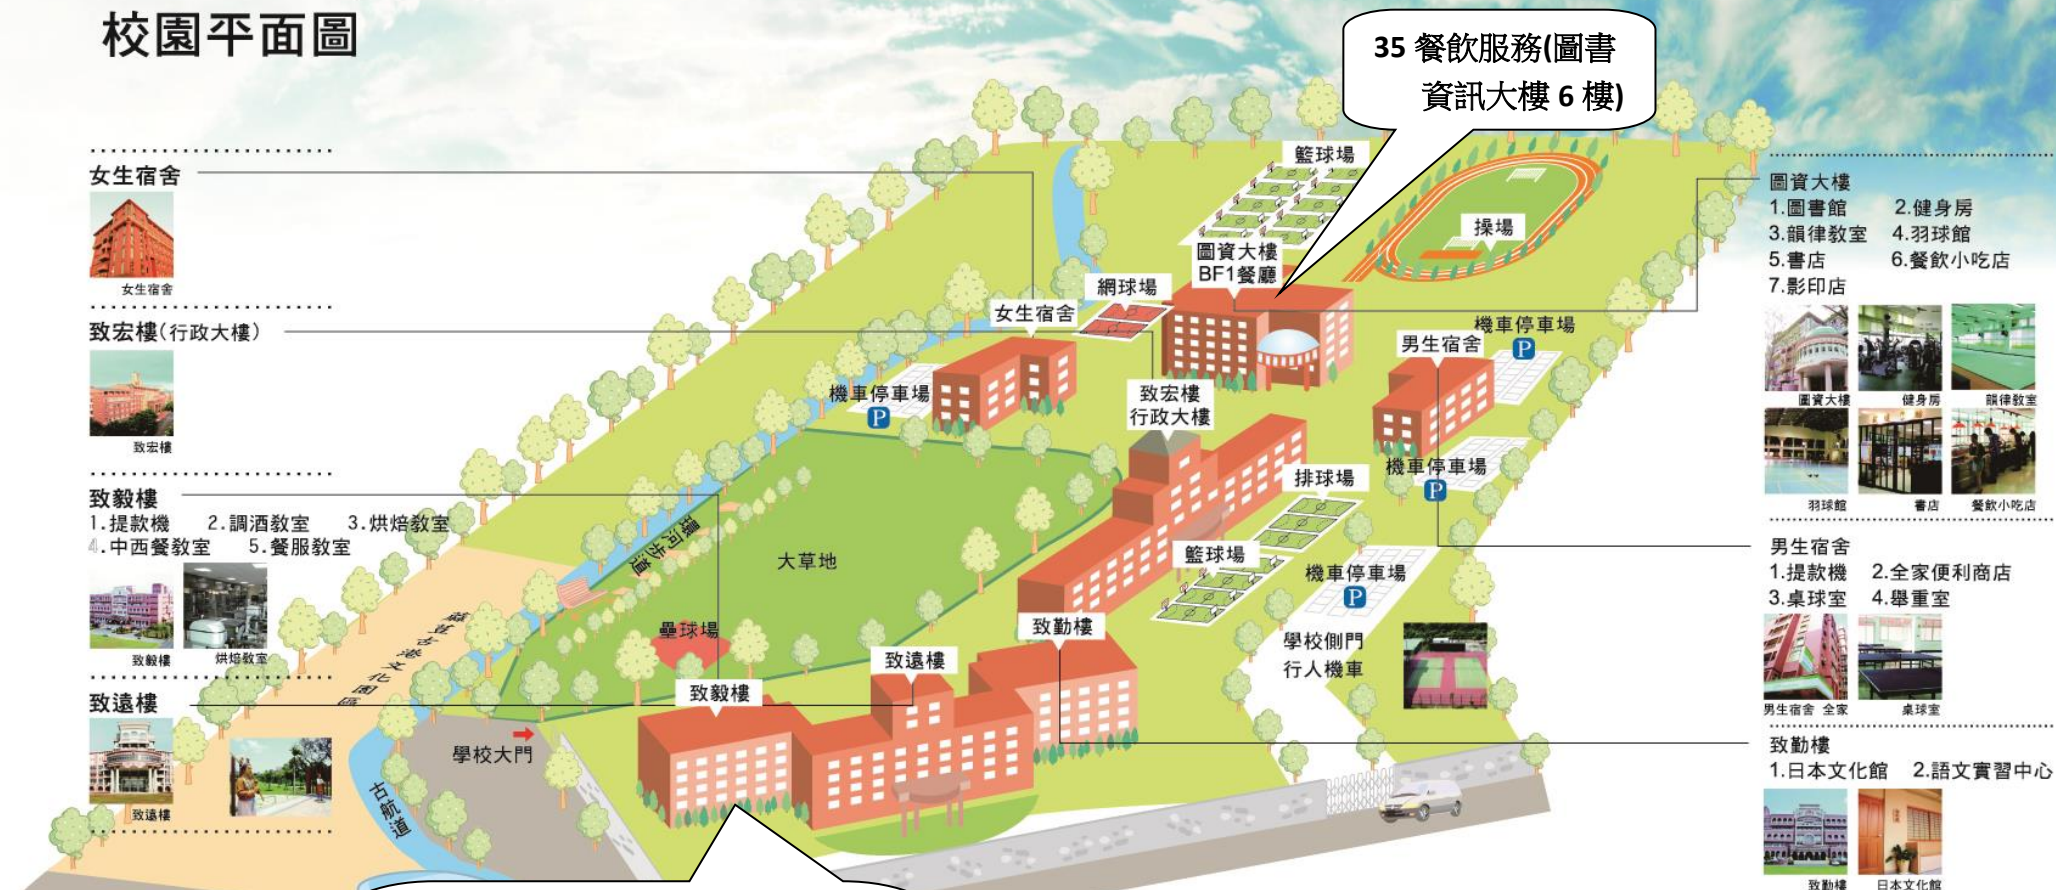 校園平面圖
35 餐飲服務(圖書
資訊大樓 6 樓)
女生宿舍
女生宿舍
致宏樓(行政大樓)
致宏樓
致毅樓
1.提款機 2.調酒教室 3.烘焙教室
4.中西餐教室 5.餐服教室
致毅樓 烘焙教室
致遠樓
致遠樓
籃球場
操場
圖資大樓
BF1餐廳
網球場
女生宿舍
機車停車場
P
男生宿舍
機車停車場
P
致宏樓
行政大樓
機車停車場
P
排球場
籃球場
機車停車場
P
大草地
環河步道
壘球場
致勤樓
致遠樓
致毅樓
學校側門
行人機車
學校大門
古航道
圖資大樓
1.圖書館 2.健身房
3.韻律教室 4.羽球館
5.書店 6.餐飲小吃店
7.影印店
圖資大樓 健身房 韻律教室
羽球館 書店 餐飲小吃店
男生宿舍
1.提款機 2.全家便利商店
3.桌球室 4.舉重室
男生宿舍 全家 桌球室
致勤樓
1.日本文化館 2.語文實習中心
致勤樓 日本文化館